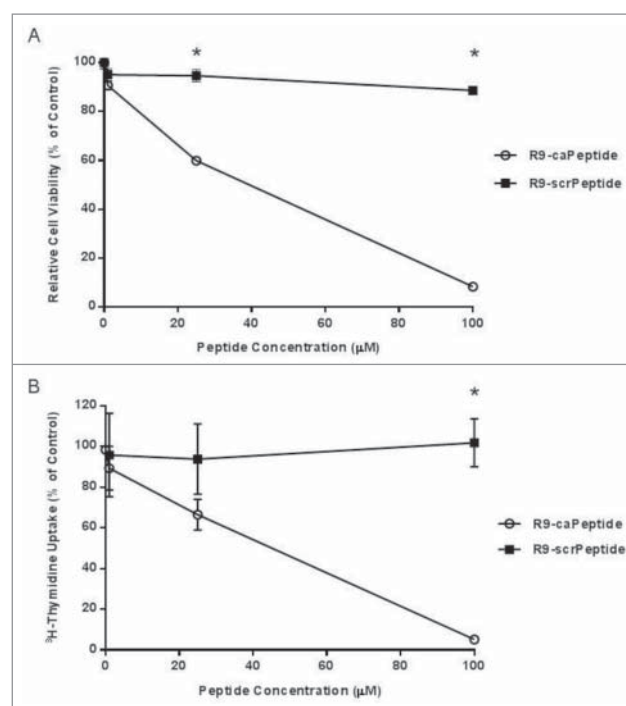 A
*
*
100
80
60
40
20
0
Relative Cell Viability (% of Control)
0 20 40 60 80 100
Peptide Concentration (μM)
R9-caPeptide
R9-scrPeptide
B
*
120
100
80
60
40
20
0
³H-Thymidine Uptake (% of Control)
0 20 40 60 80 100
Peptide Concentration (μM)
R9-caPeptide
R9-scrPeptide